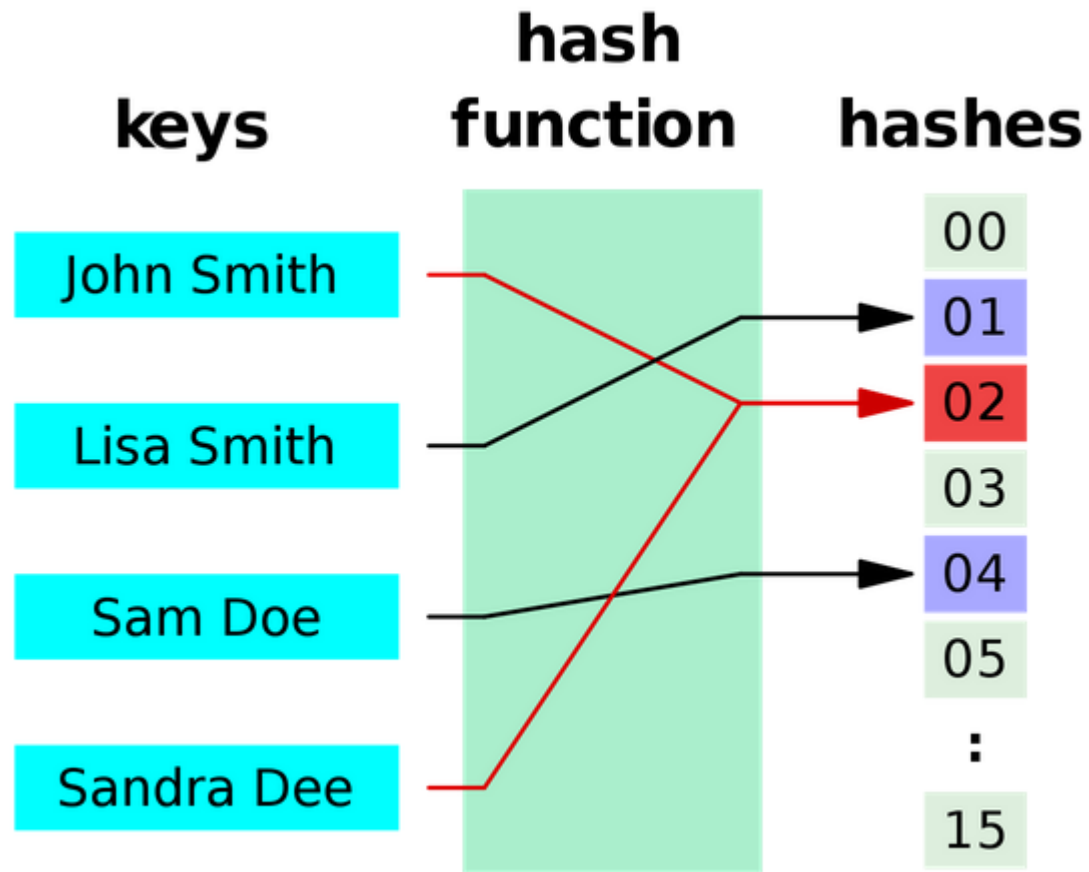 keys
hash
function
hashes
John Smith
Lisa Smith
Sam Doe
Sandra Dee
00
01
02
03
04
05
:
15